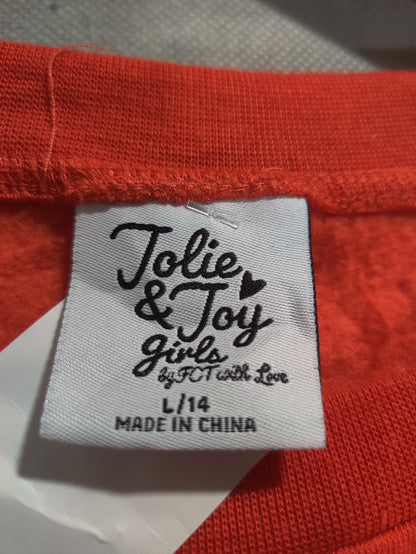 Jolie
& Joy
girls
by FCT with Love
L/14
MADE IN CHINA